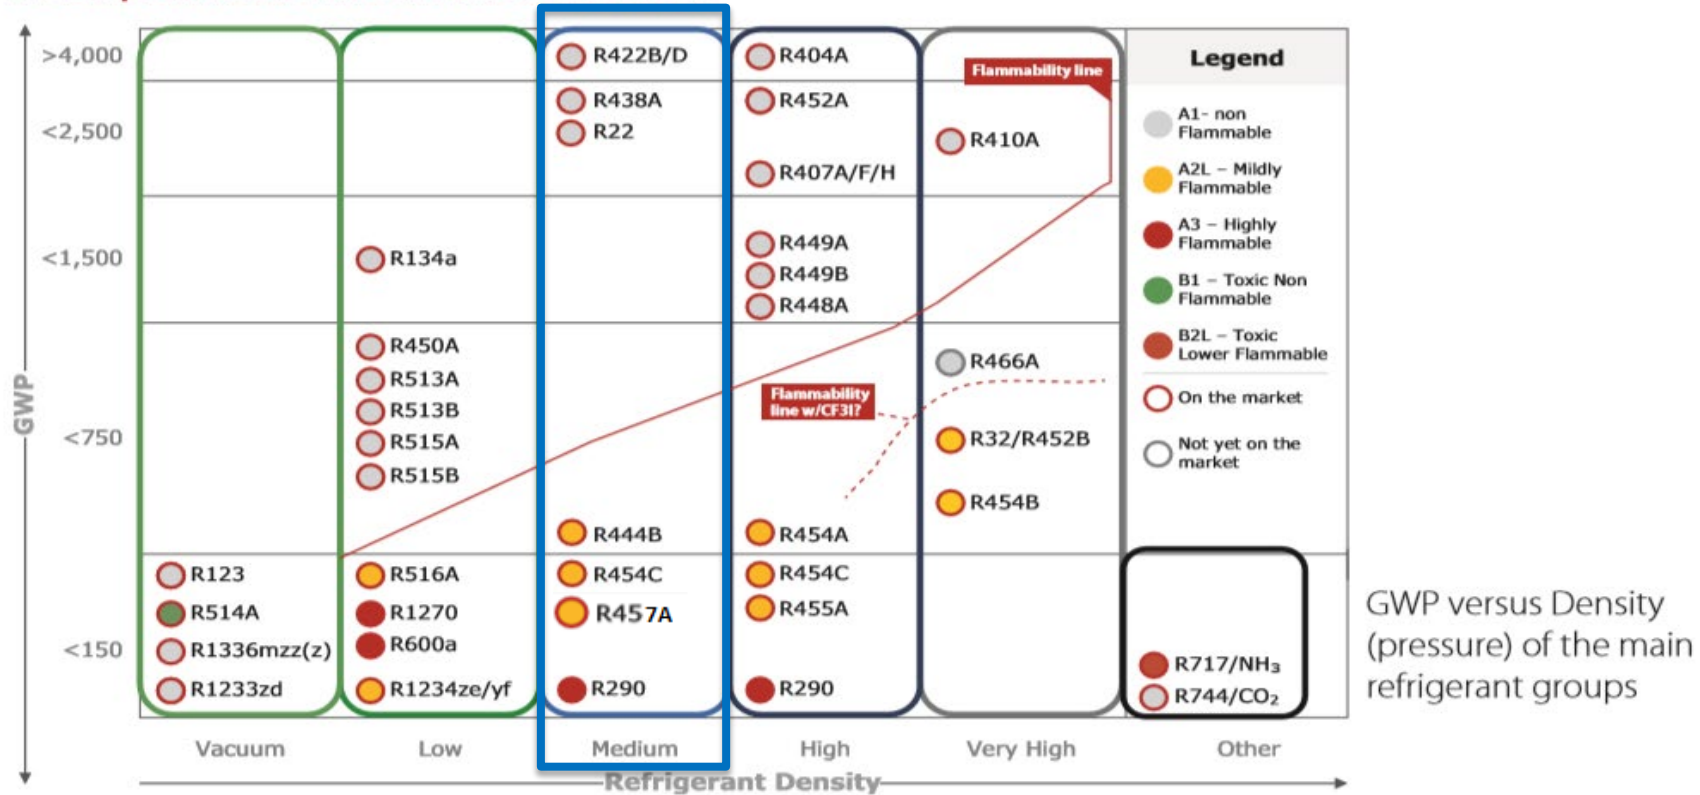 >4,000
<2,500
<1,500
<750
<150
GWP
R123
R514A
R1336mzz(z)
R1233zd
Vacuum
R134a
R450A
R513A
R513B
R515A
R515B
R516A
R1270
R600a
R1234ze/yf
Low
R422B/D
R438A
R22
R444B
R454C
R457A
R290
Medium
R404A
R452A
R407A/F/H
R449A
R449B
R448A
Flammability
line w/CF3I?
R454A
R454C
R455A
R290
High
Flammability line
R410A
R466A
R32/R452B
R454B
Very High
Legend
A1- non
Flammable
A2L – Mildly
Flammable
A3 – Highly
Flammable
B1 – Toxic Non
Flammable
B2L – Toxic
Lower Flammable
On the market
Not yet on the
market
R717/NH₃
R744/CO₂
Other
Refrigerant Density
GWP versus Density
(pressure) of the main
refrigerant groups